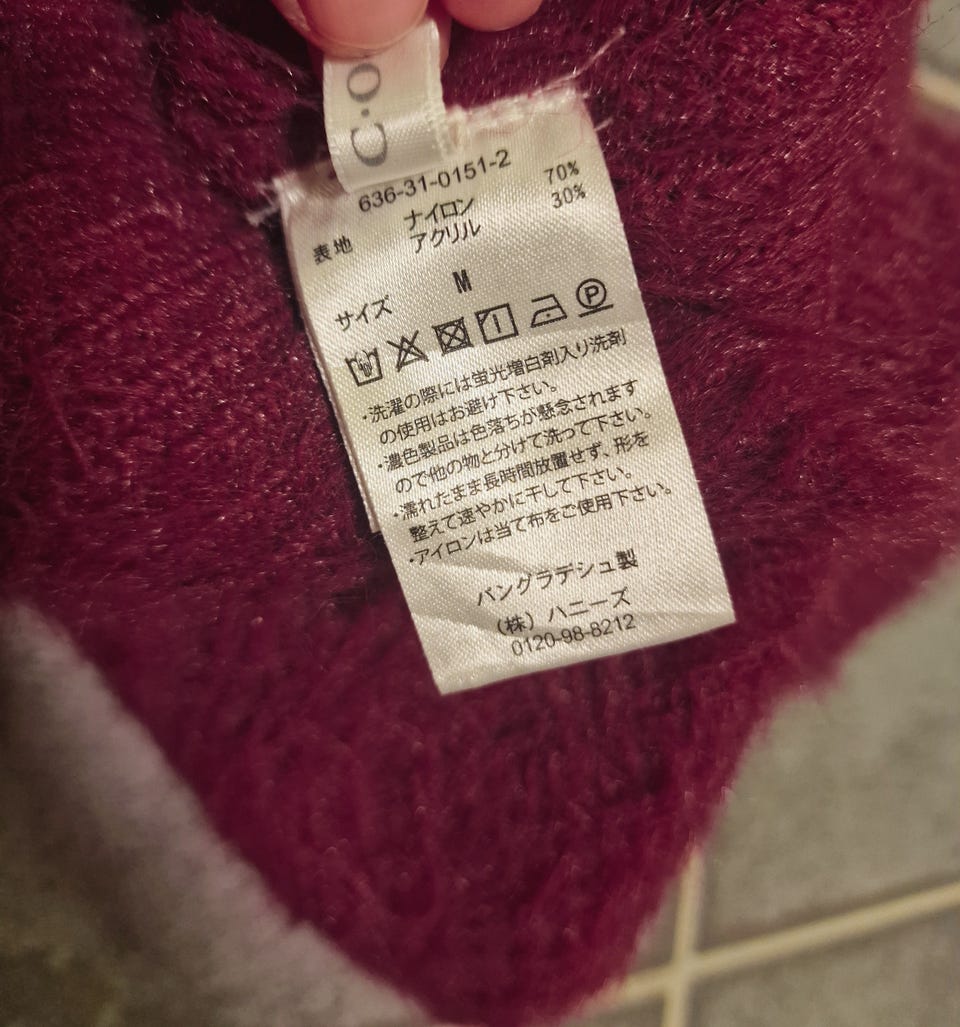 C·O
636-31-0151-2
表地 ナイロン 70%
アクリル 30%
サイズ M
・洗濯の際には蛍光増白剤入り洗剤
の使用はお避け下さい。
・濃色製品は色落ちが懸念されます
ので他の物と分けて洗って下さい。
・濡れたまま長時間放置せず、形を
整えて速やかに干して下さい。
・アイロンは当て布をご使用下さい。
バングラデシュ製
（株）ハニーズ
0120-98-8212